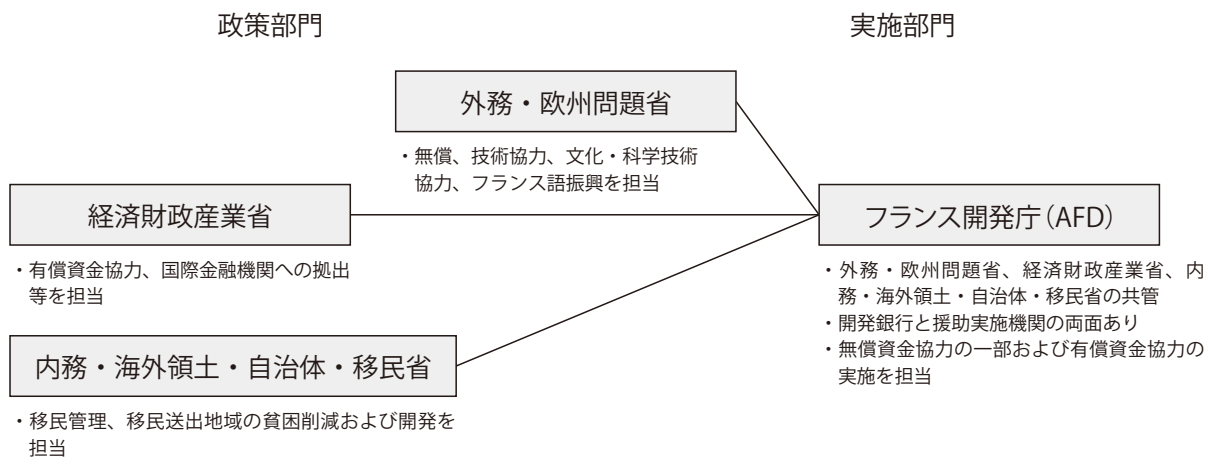 政策部門
実施部門
外務・欧州問題省
・無償、技術協力、文化・科学技術
協力、フランス語振興を担当
経済財政産業省
・有償資金協力、国際金融機関への拠出
等を担当
内務・海外領土・自治体・移民省
・移民管理、移民送出地域の貧困削減および開発を
担当
フランス開発庁(AFD)
・外務・欧州問題省、経済財政産業省、内
務・海外領土・自治体・移民省の共管
・開発銀行と援助実施機関の両面あり
・無償資金協力の一部および有償資金協力の
実施を担当